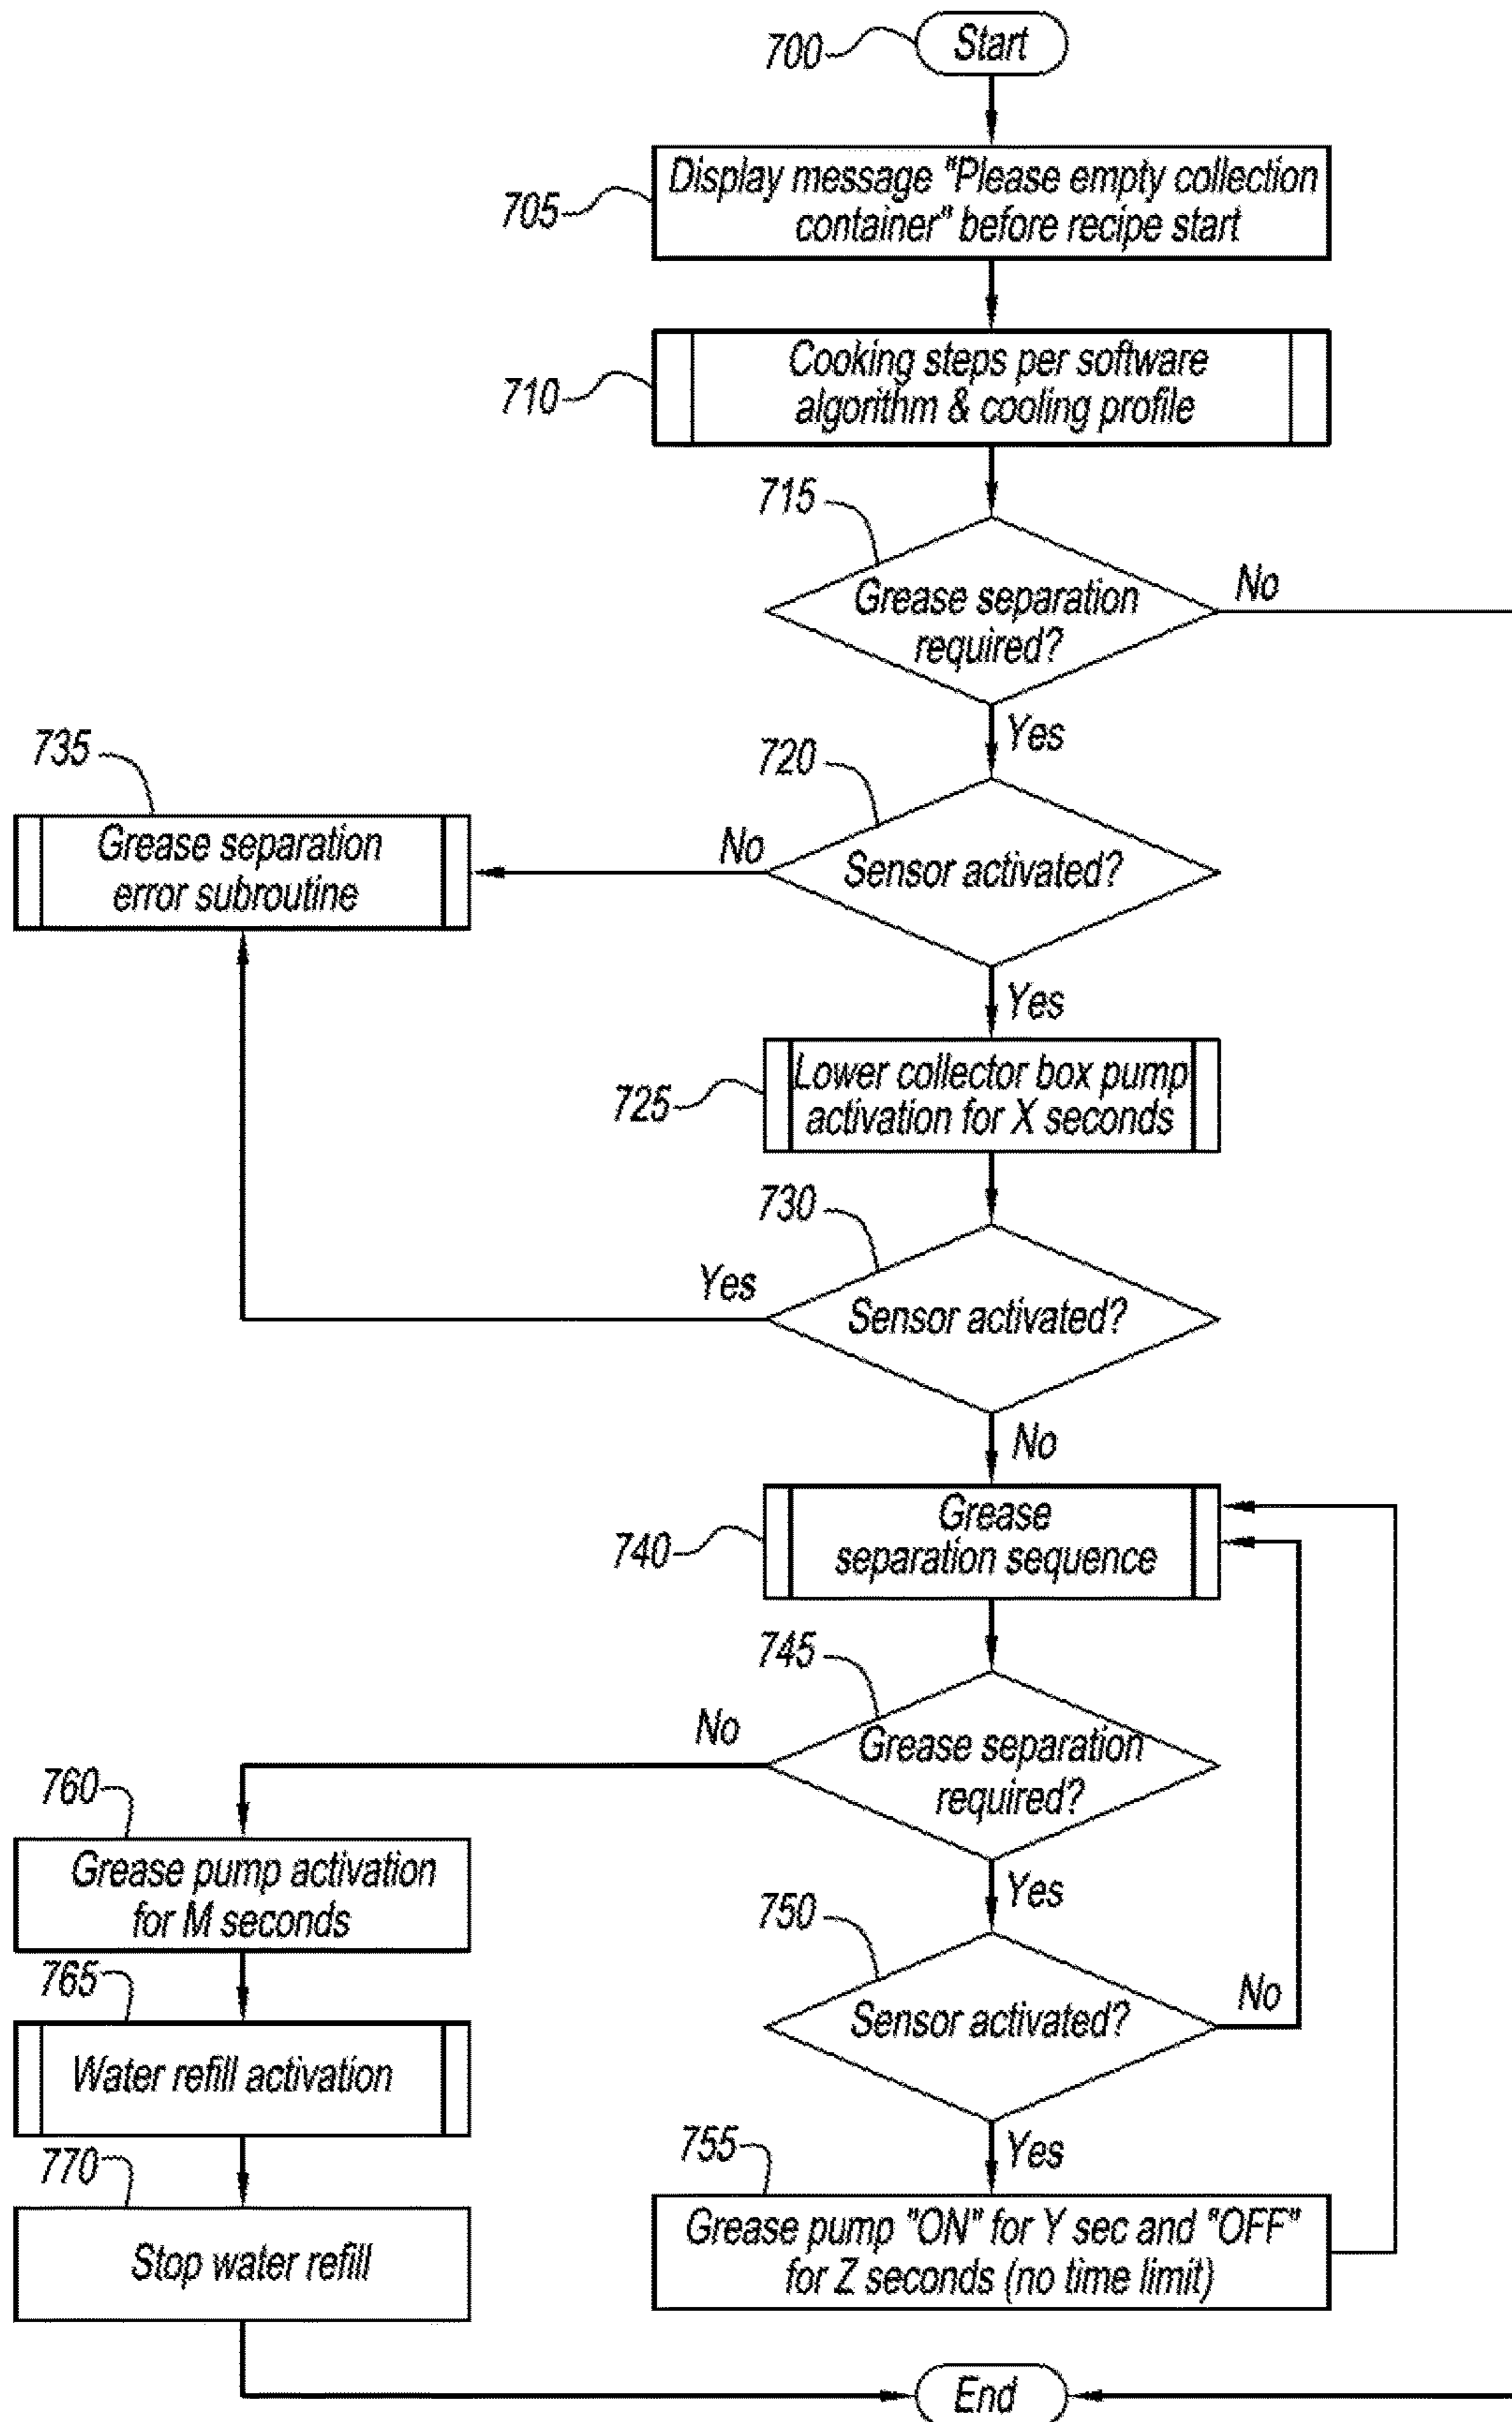 700
Start
705
Display message "Please empty collection
container" before recipe start
710
Cooking steps per software
algorithm & cooling profile
715
Grease separation
required?
No
Yes
735
Grease separation
error subroutine
720
No
Sensor activated?
Yes
725
Lower collector box pump
activation for X seconds
730
Yes
Sensor activated?
No
740
Grease
separation sequence
745
No
Grease separation
required?
Yes
760
Grease pump activation
for M seconds
750
Sensor activated?
No
Yes
765
Water refill activation
770
Stop water refill
755
Grease pump "ON" for Y sec and "OFF"
for Z seconds (no time limit)
End